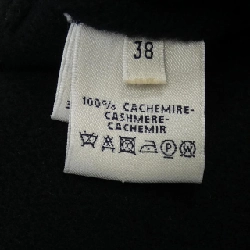 38
100% CACHEMIRE-
CASHMERE-
CACHEMIR
P W